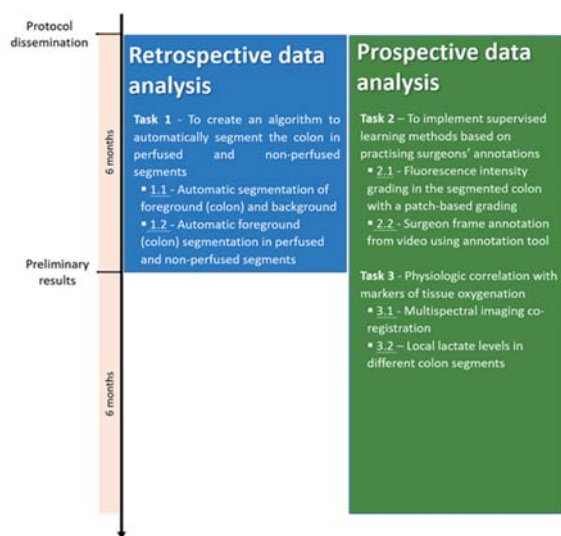 Protocol
dissemination
6 months
Preliminary
results
6 months
Retrospective data
analysis
Task 1 - To create an algorithm to
automatically segment the colon in
perfused and non-perfused
segments
▪ 1.1 - Automatic segmentation of
foreground (colon) and background
▪ 1.2 - Automatic foreground
(colon) segmentation in perfused
and non-perfused segments
Prospective data
analysis
Task 2 – To implement supervised
learning methods based on
practising surgeons’ annotations
▪ 2.1 - Fluorescence intensity
grading in the segmented colon
with a patch-based grading
▪ 2.2 - Surgeon frame annotation
from video using annotation tool
Task 3 - Physiologic correlation with
markers of tissue oxygenation
▪ 3.1 - Multispectral imaging co-
registration
▪ 3.2 – Local lactate levels in
different colon segments